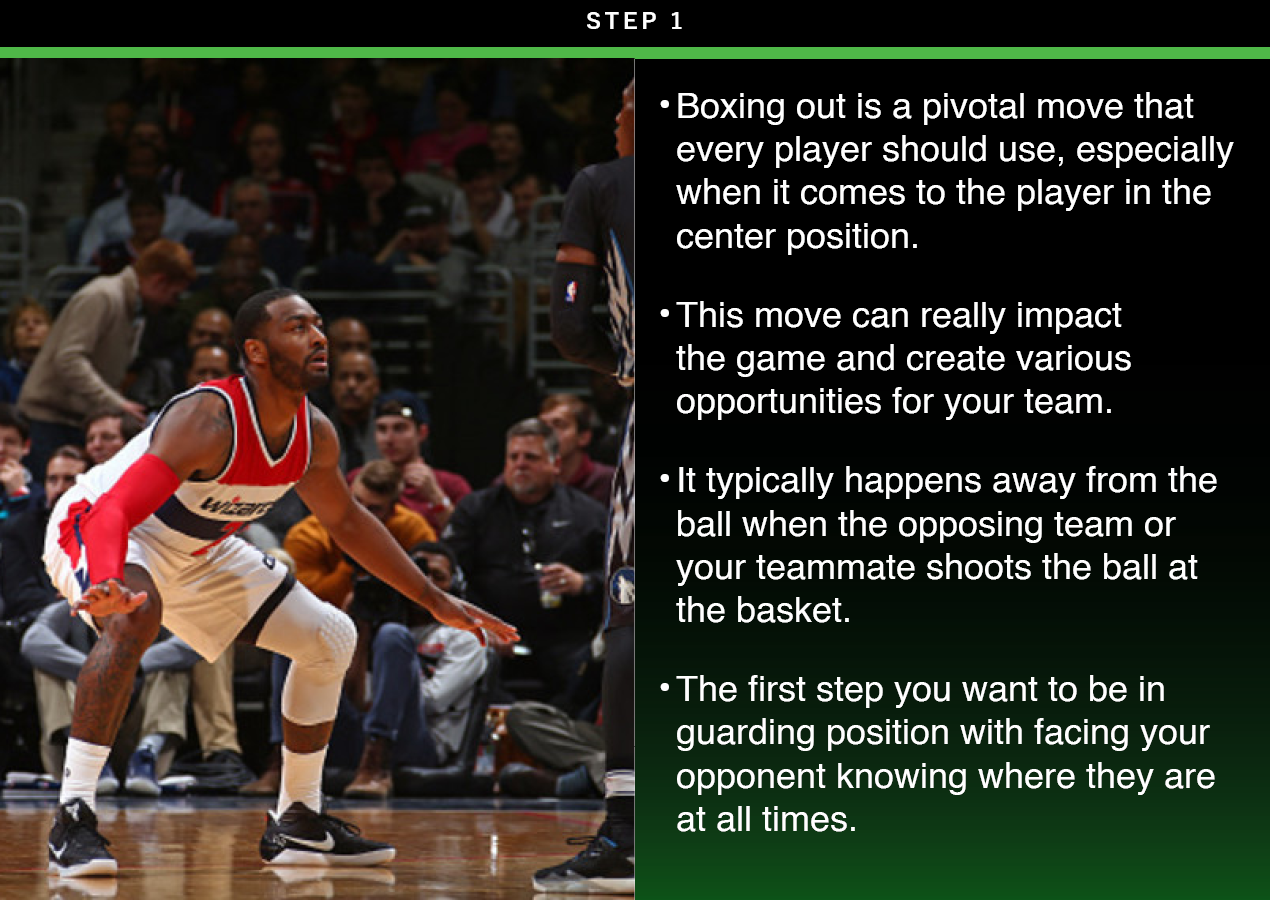 STEP 1
• Boxing out is a pivotal move that
every player should use, especially
when it comes to the player in the
center position.
• This move can really impact
the game and create various
opportunities for your team.
• It typically happens away from the
ball when the opposing team or
your teammate shoots the ball at
the basket.
• The first step you want to be in
guarding position with facing your
opponent knowing where they are
at all times.
Wizards